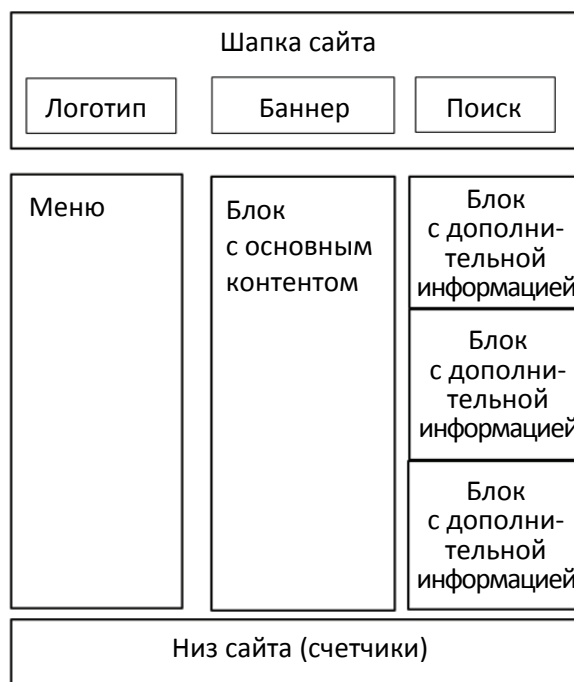 Шапка сайта
Логотип
Баннер
Поиск
Меню
Блок
с основным
контентом
Блок
с дополни-
тельной
информацией
Блок
с дополни-
тельной
информацией
Блок
с дополни-
тельной
информацией
Низ сайта (счетчики)